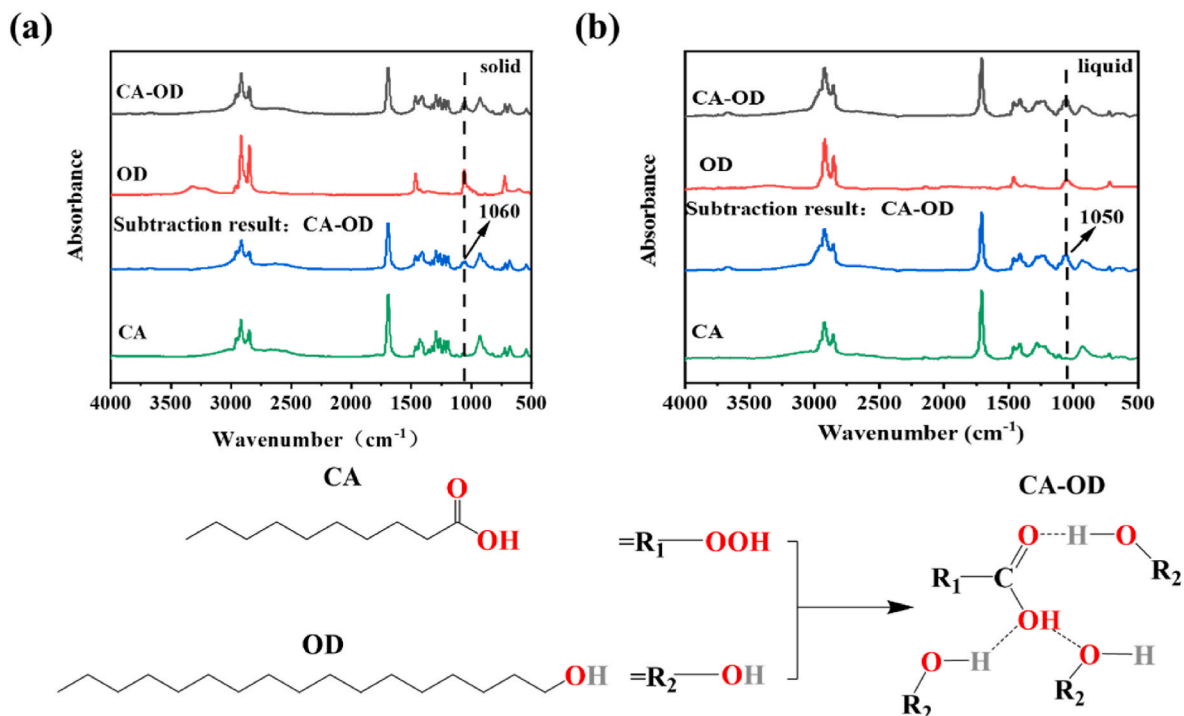 (a)
solid
CA-OD
OD
Subtraction result: CA-OD
1060
CA
Absorbance
4000 3500 3000 2500 2000 1500 1000 500
Wavenumber（cm⁻¹）
(b)
liquid
CA-OD
OD
Subtraction result: CA-OD
1050
CA
Absorbance
4000 3500 3000 2500 2000 1500 1000 500
Wavenumber (cm⁻¹)
CA
O
OH
=R₁—OOH
OD
OH
=R₂—OH
CA-OD
O H O
R₂
R₁ C
OH
O H
R₂
O H
R₂